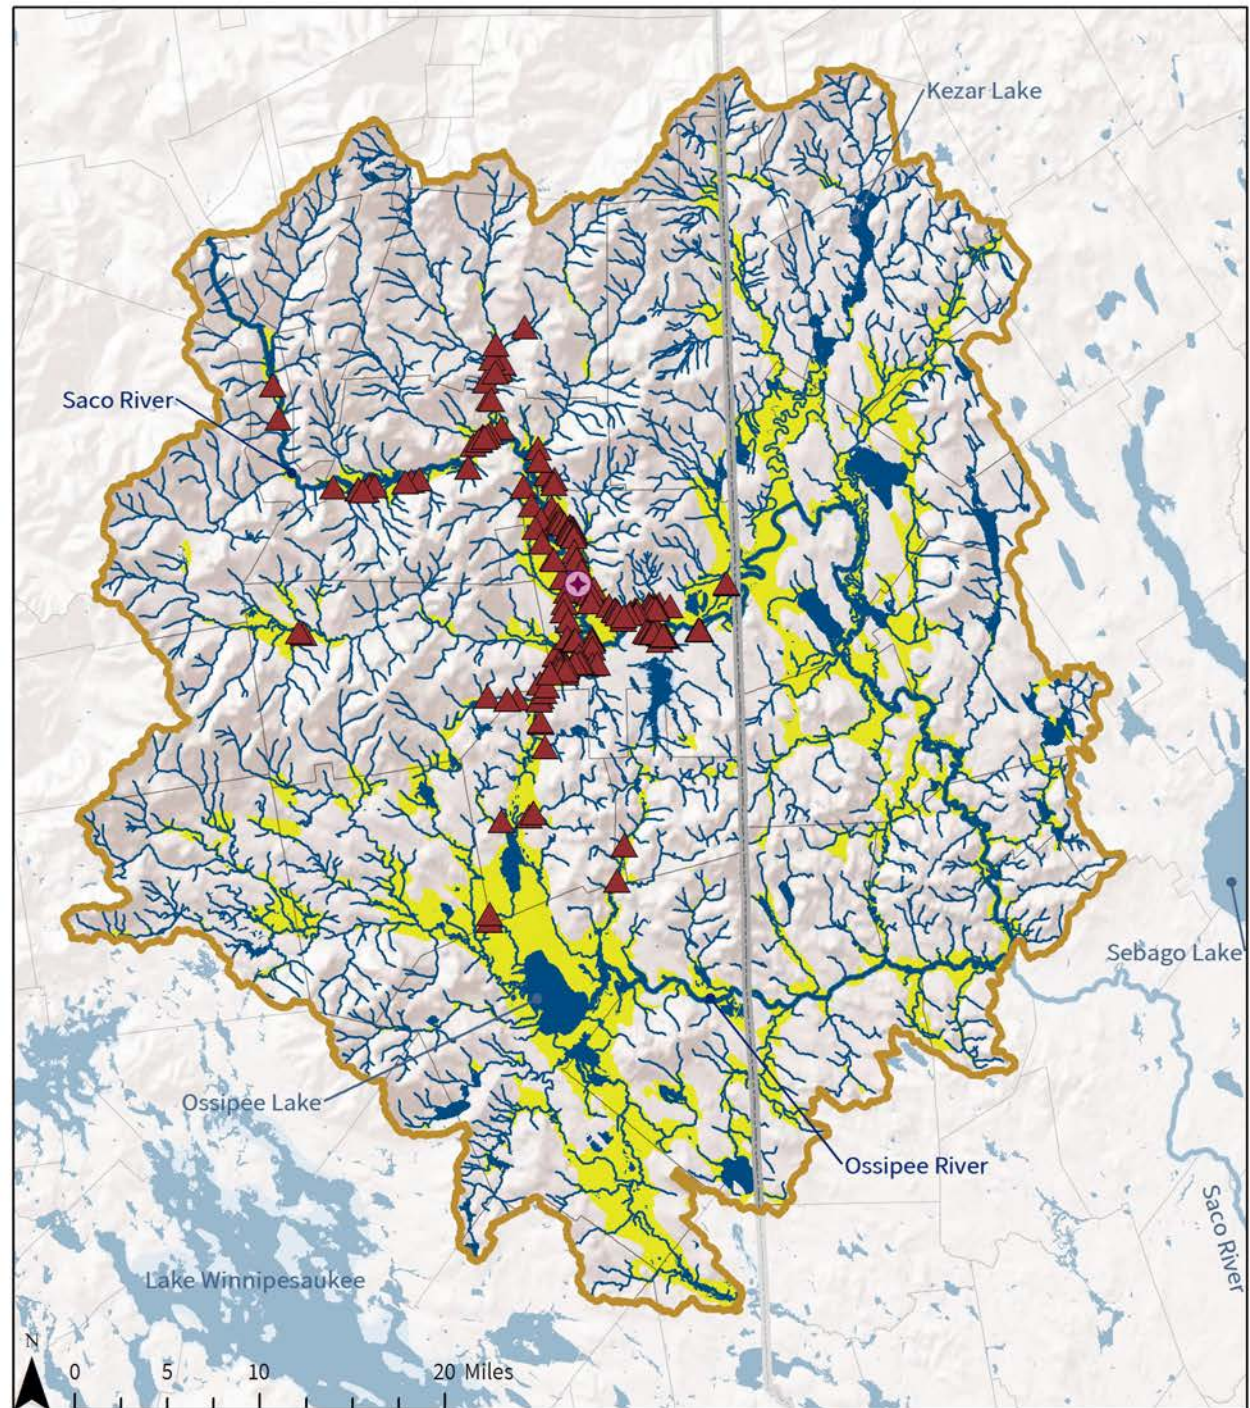 Kezar Lake
Saco River
Sebago Lake
Ossipee Lake
Ossipee River
Saco River
Lake Winnipesaukee
N
0 5 10 20 Miles